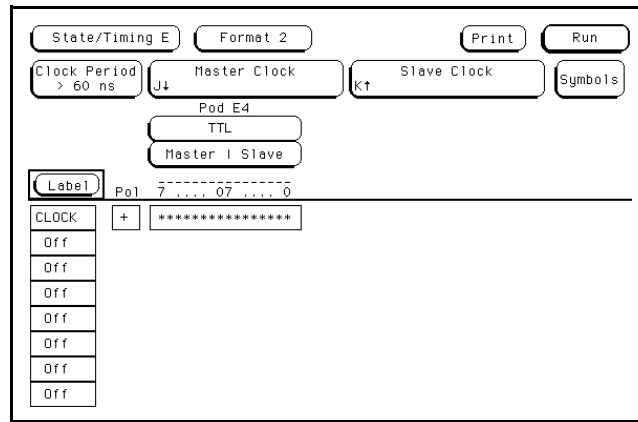 State/Timing E Format 2 Print Run
Clock Period > 60 ns
Master Clock
J↓
Slave Clock
K↑
Symbols
Pod E4
TTL
Master | Slave
Label Pol 7 .... 07 .... 0
CLOCK + ****************
Off
Off
Off
Off
Off
Off
Off